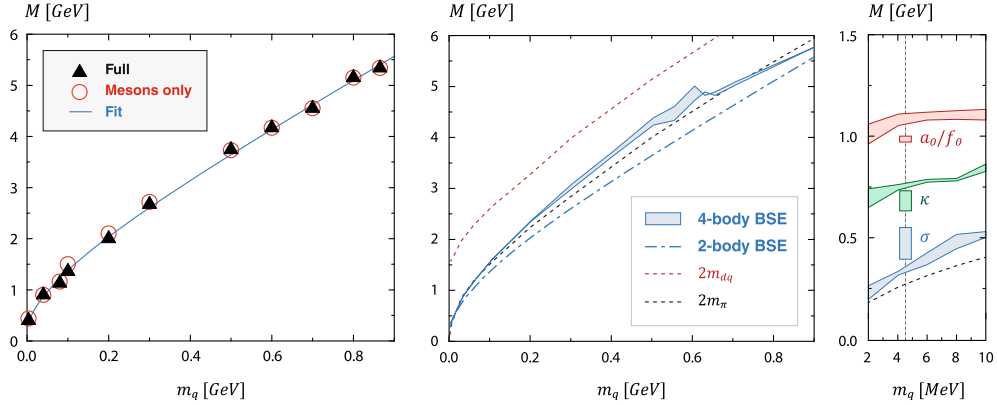 M [GeV]
6
5
4
3
2
1
0
0.0
0.2
0.4
0.6
0.8
m_q [GeV]
Full
Mesons only
Fit
M [GeV]
6
5
4
3
2
1
0
0.0
0.2
0.4
0.6
0.8
m_q [GeV]
4-body BSE
2-body BSE
2m_dq
2m_π
M [GeV]
1.5
1.0
0.5
0.0
2
4
6
8
10
m_q [MeV]
a_0/f_0
κ
σ